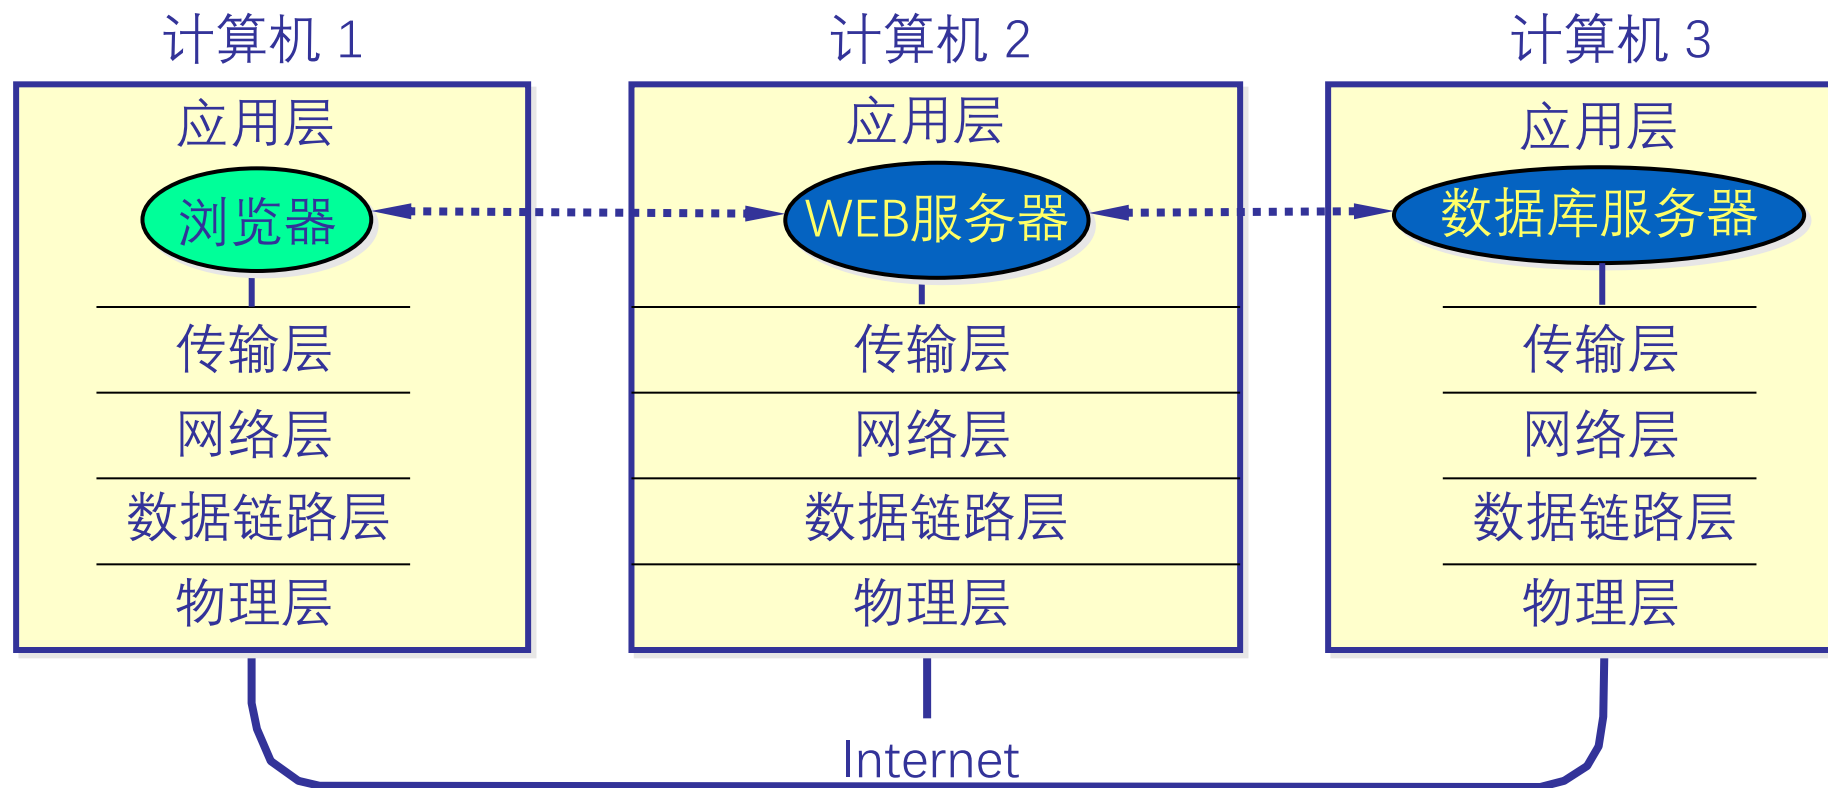 计算机 1
应用层
浏览器
传输层
网络层
数据链路层
物理层
计算机 2
应用层
WEB服务器
传输层
网络层
数据链路层
物理层
计算机 3
应用层
数据库服务器
传输层
网络层
数据链路层
物理层
Internet